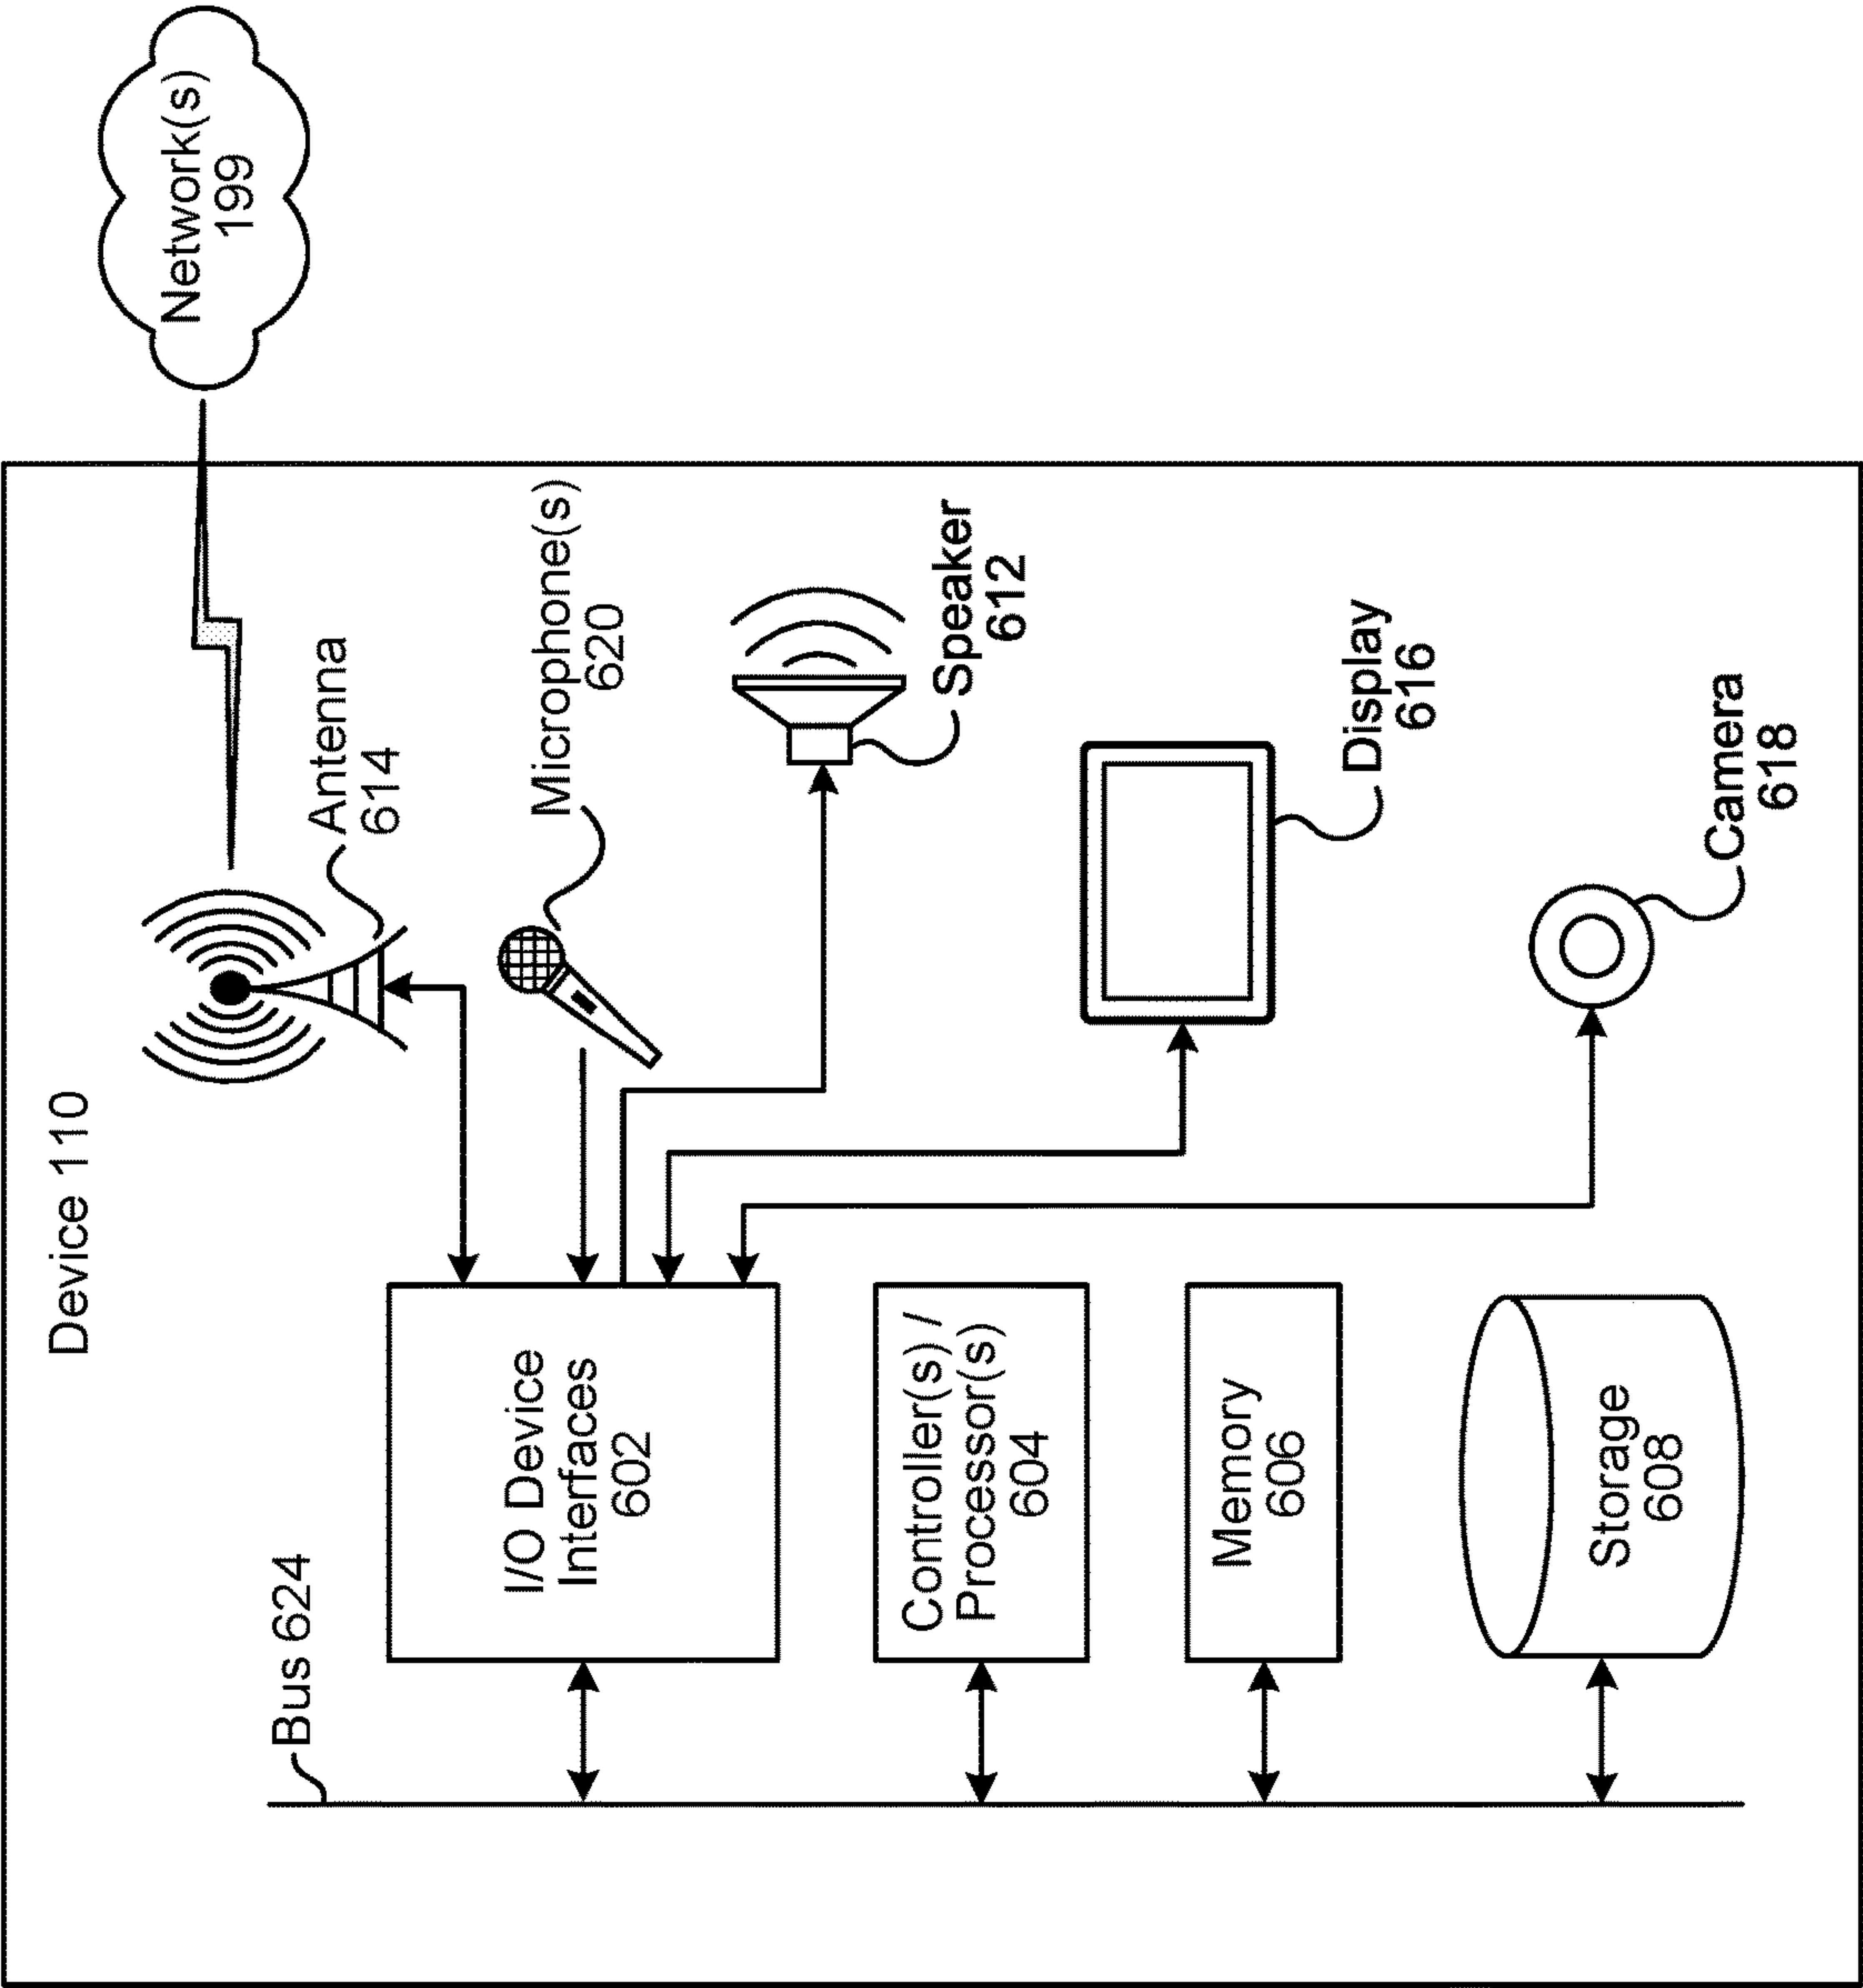 Device 110
Bus 624
I/O Device
Interfaces
602
Controller(s) /
Processor(s)
604
Memory
606
Storage
608
Antenna
614
Microphone(s)
620
Speaker
612
Display
616
Camera
618
Network(s)
199